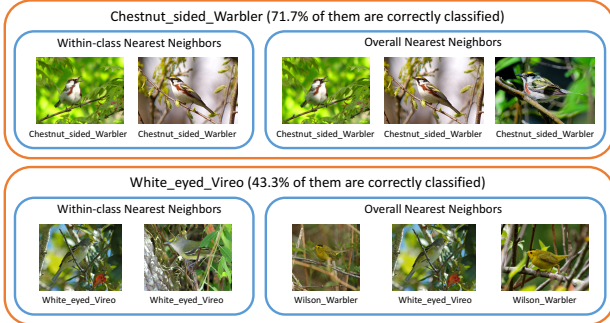 Chestnut_sided_Warbler (71.7% of them are correctly classified)
Within-class Nearest Neighbors
Overall Nearest Neighbors
Chestnut_sided_Warbler
Chestnut_sided_Warbler
Chestnut_sided_Warbler
Chestnut_sided_Warbler
Chestnut_sided_Warbler
White_eyed_Vireo (43.3% of them are correctly classified)
Within-class Nearest Neighbors
Overall Nearest Neighbors
White_eyed_Vireo
White_eyed_Vireo
Wilson_Warbler
White_eyed_Vireo
Wilson_Warbler